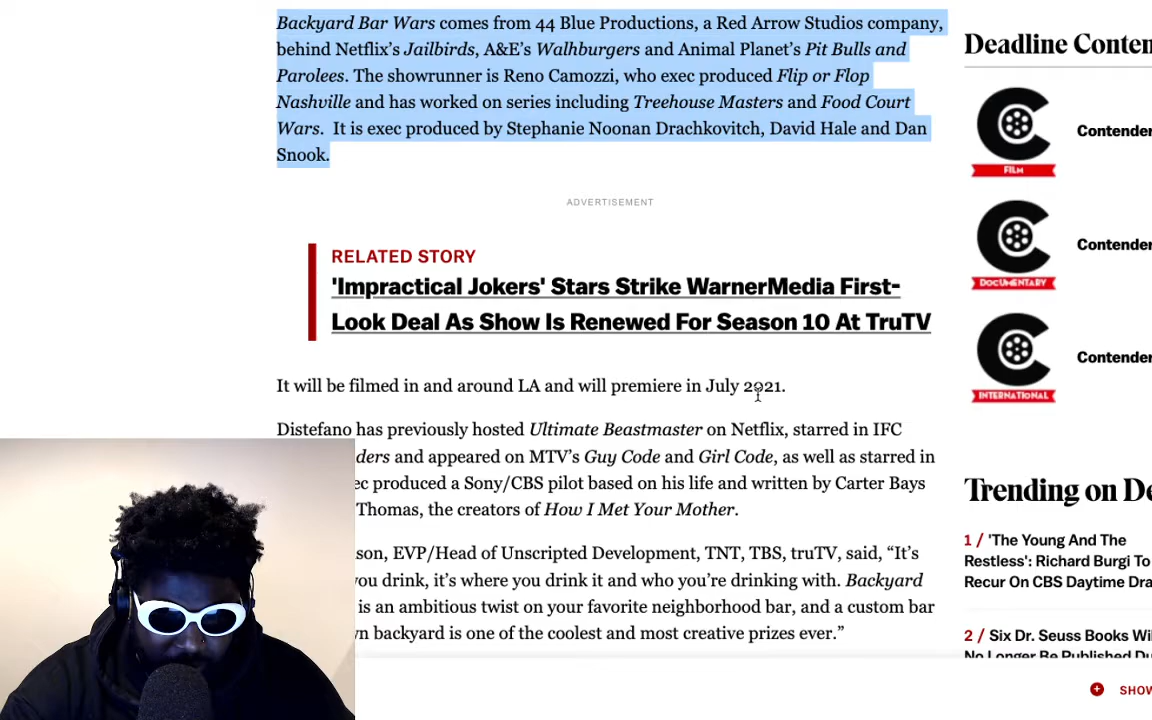 Backyard Bar Wars comes from 44 Blue Productions, a Red Arrow Studios company,
behind Netflix’s Jailbirds, A&E’s Walhburgers and Animal Planet’s Pit Bulls and
Parolees. The showrunner is Reno Camozzi, who exec produced Flip or Flop
Nashville and has worked on series including Treehouse Masters and Food Court
Wars. It is exec produced by Stephanie Noonan Drachkovitch, David Hale and Dan
Snook.
ADVERTISEMENT
RELATED STORY
'Impractical Jokers' Stars Strike WarnerMedia First-
Look Deal As Show Is Renewed For Season 10 At TruTV
It will be filmed in and around LA and will premiere in July 2021.
Distefano has previously hosted Ultimate Beastmaster on Netflix, starred in IFC
ders and appeared on MTV’s Guy Code and Girl Code, as well as starred in
ec produced a Sony/CBS pilot based on his life and written by Carter Bays
Thomas, the creators of How I Met Your Mother.
son, EVP/Head of Unscripted Development, TNT, TBS, truTV, said, “It’s
you drink, it’s where you drink it and who you’re drinking with. Backyard
is an ambitious twist on your favorite neighborhood bar, and a custom bar
n backyard is one of the coolest and most creative prizes ever.”
Deadline Conten
FILM
Contender
DOCUMENTARY
Contender
INTERNATIONAL
Contender
Trending on De
1 / 'The Young And The
Restless': Richard Burgi To
Recur On CBS Daytime Dra
2 / Six Dr. Seuss Books Wi
No Longer Be Published Du
SHOW